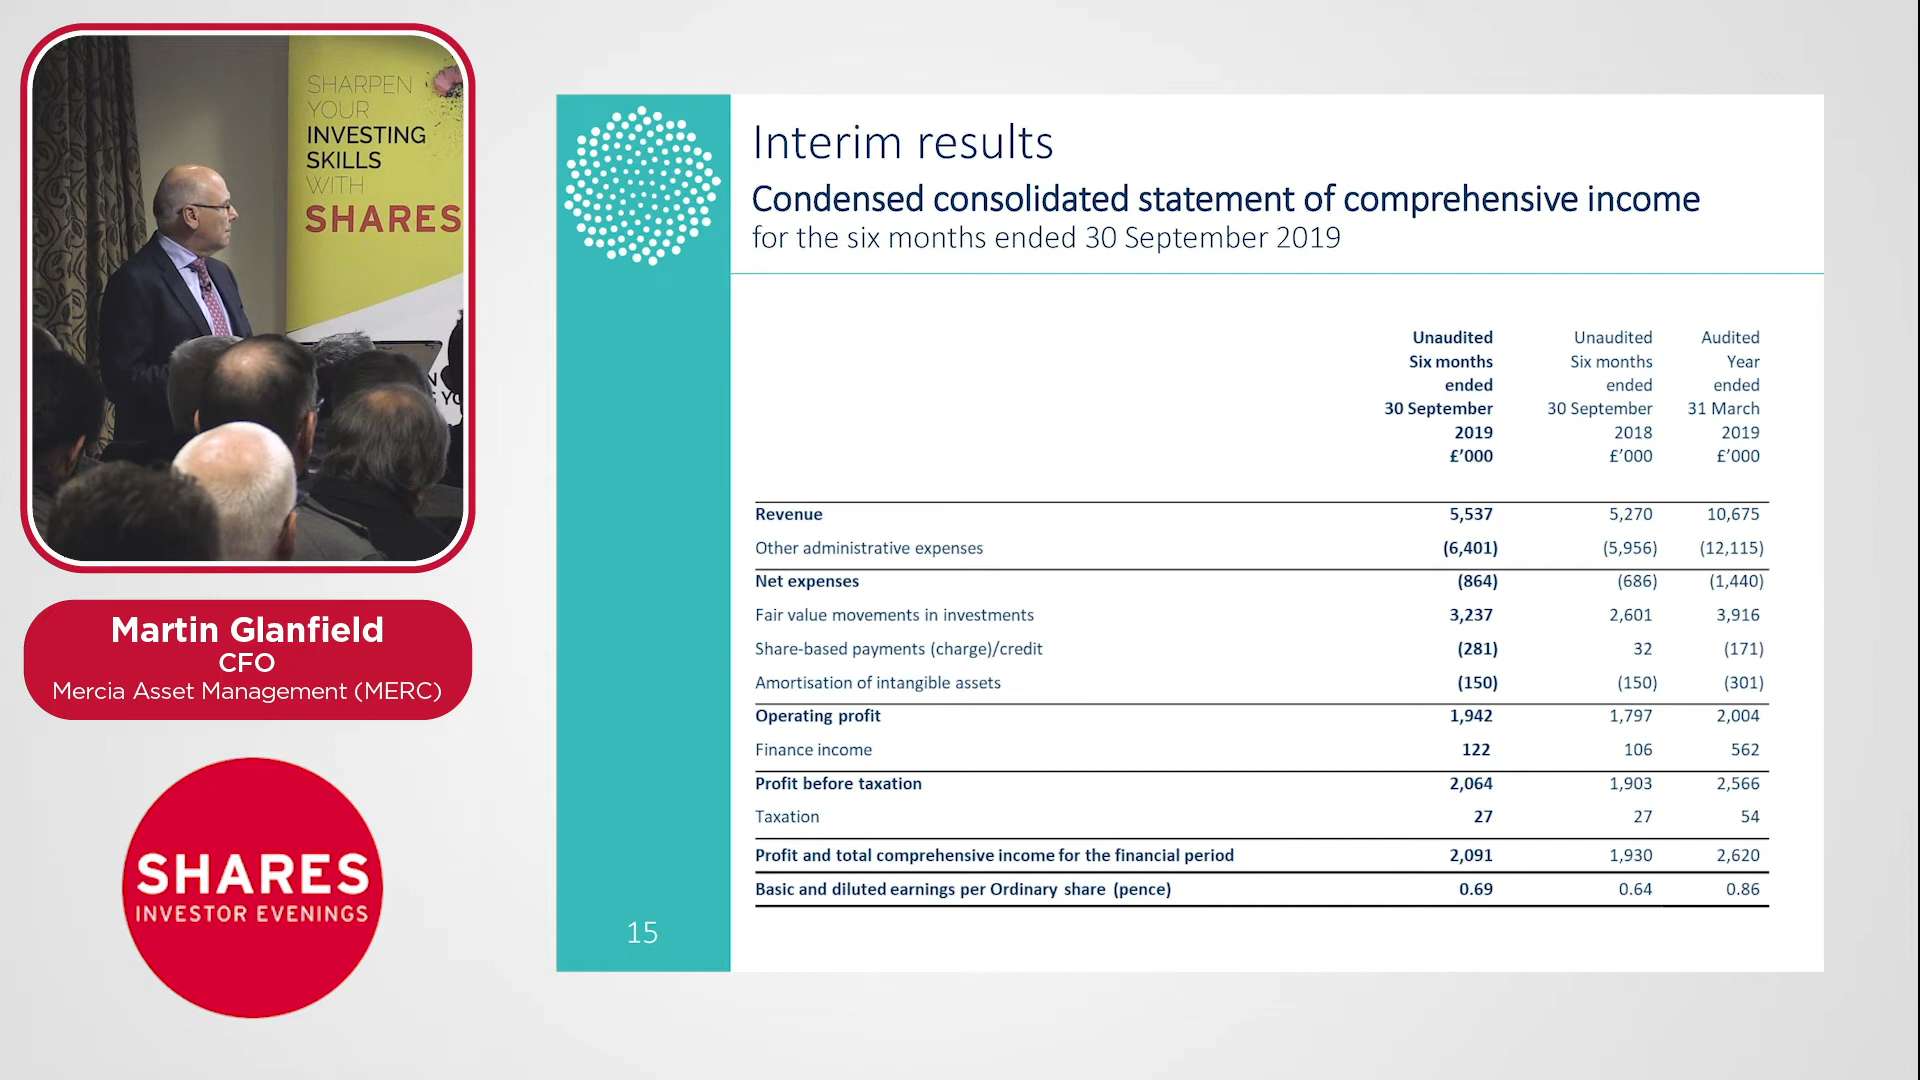 SHARPEN
YOUR
INVESTING
SKILLS
WITH
SHARES
Martin Glanfield
CFO
Mercia Asset Management (MERC)
SHARES
INVESTOR EVENINGS
Interim results
Condensed consolidated statement of comprehensive income
for the six months ended 30 September 2019
Unaudited Unaudited Audited
Six months Six months Year
ended ended ended
30 September 30 September 31 March
2019 2018 2019
£’000 £’000 £’000
Revenue 5,537 5,270 10,675
Other administrative expenses (6,401) (5,956) (12,115)
Net expenses (864) (686) (1,440)
Fair value movements in investments 3,237 2,601 3,916
Share-based payments (charge)/credit (281) 32 (171)
Amortisation of intangible assets (150) (150) (301)
Operating profit 1,942 1,797 2,004
Finance income 122 106 562
Profit before taxation 2,064 1,903 2,566
Taxation 27 27 54
Profit and total comprehensive income for the financial period 2,091 1,930 2,620
Basic and diluted earnings per Ordinary share (pence) 0.69 0.64 0.86
15